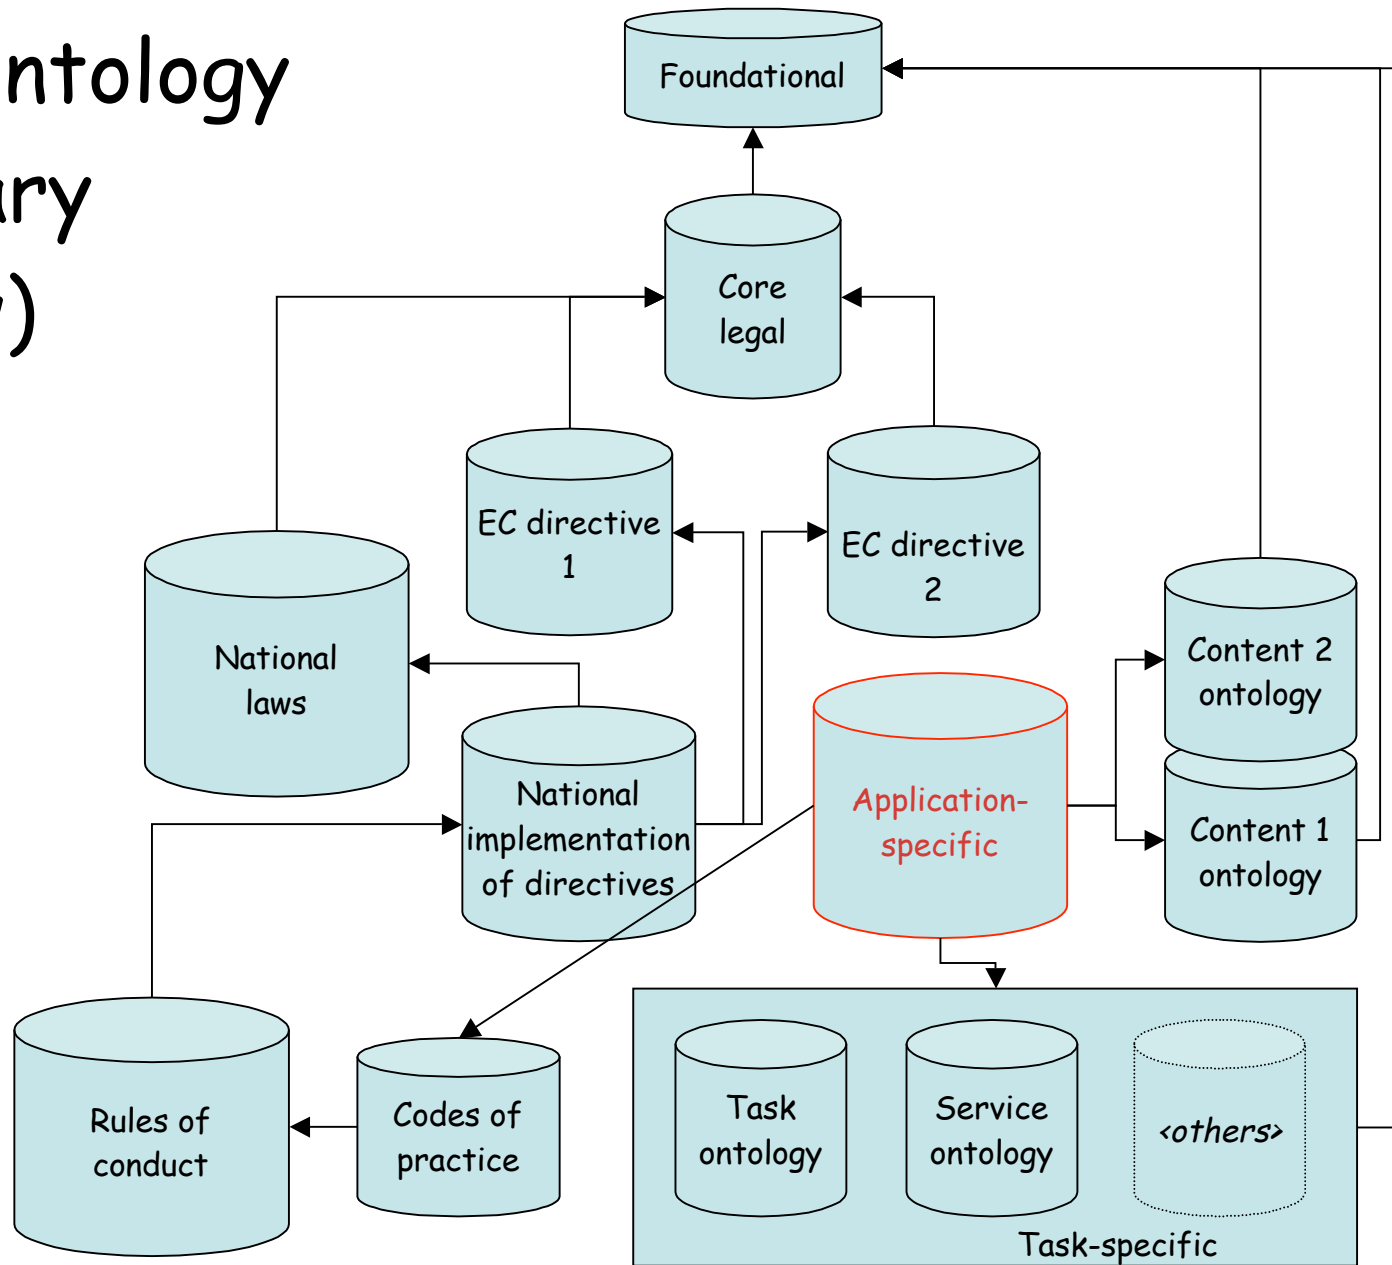 ntology
ary
)
Foundational
Core
legal
EC directive
1
EC directive
2
National
laws
Content 2
ontology
National
implementation
of directives
Application-
specific
Content 1
ontology
Rules of
conduct
Codes of
practice
Task
ontology
Service
ontology
<others>
Task-specific